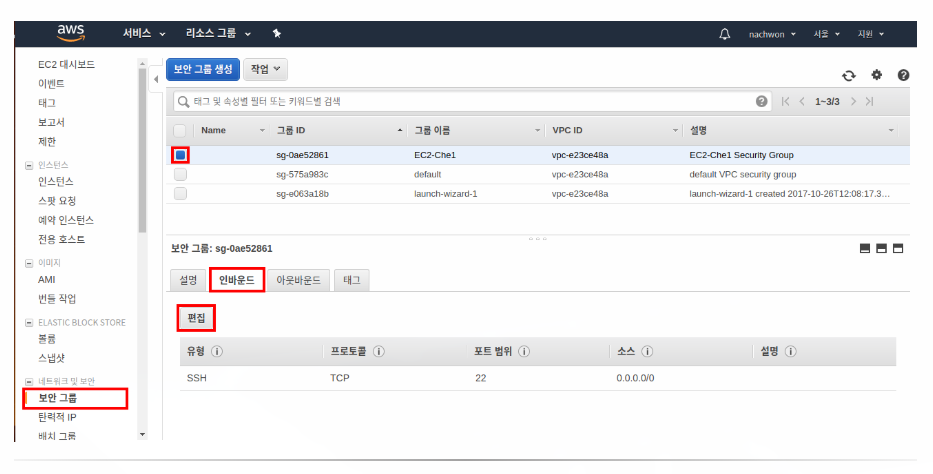 aws 서비스 리소스 그룹 nachwon 서울 지원
EC2 대시보드
이벤트
태그
보고서
제한
인스턴스
인스턴스
스팟 요청
예약 인스턴스
전용 호스트
이미지
AMI
번들 작업
ELASTIC BLOCK STORE
볼륨
스냅샷
네트워크 및 보안
보안 그룹
탄력적 IP
배치 그룹
보안 그룹 생성 작업
태그 및 속성별 필터 또는 키워드별 검색 1~3/3
Name 그룹 ID 그룹 이름 VPC ID 설명
sg-0ae52861 EC2-Che1 vpc-e23ce48a EC2-Che1 Security Group
sg-575a983c default vpc-e23ce48a default VPC security group
sg-e063a18b launch-wizard-1 vpc-e23ce48a launch-wizard-1 created 2017-10-26T12:08:17.3...
보안 그룹: sg-0ae52861
설명 인바운드 아웃바운드 태그
편집
유형 프로토콜 포트 범위 소스 설명
SSH TCP 22 0.0.0.0/0